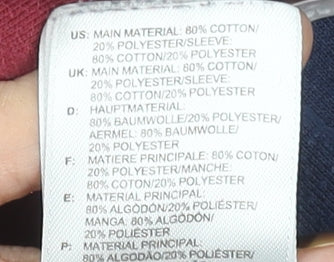 US: MAIN MATERIAL: 80% COTTON/
20% POLYESTER/SLEEVE:
80% COTTON/20% POLYESTER
UK: MAIN MATERIAL: 80% COTTON/
20% POLYESTER/SLEEVE:
80% COTTON/20% POLYESTER
D: HAUPTMATERIAL:
80% BAUMWOLLE/20% POLYESTER/
AERMEL: 80% BAUMWOLLE/
20% POLYESTER
F: MATIERE PRINCIPALE: 80% COTON/
20% POLYESTER/MANCHE:
80% COTON/20% POLYESTER
E: MATERIAL PRINCIPAL:
80% ALGODÓN/20% POLIÉSTER/
MANGA: 80% ALGODÓN/
20% POLIÉSTER
P: MATERIAL PRINCIPAL:
80% ALGODÃO/20% POLIÉSTER/